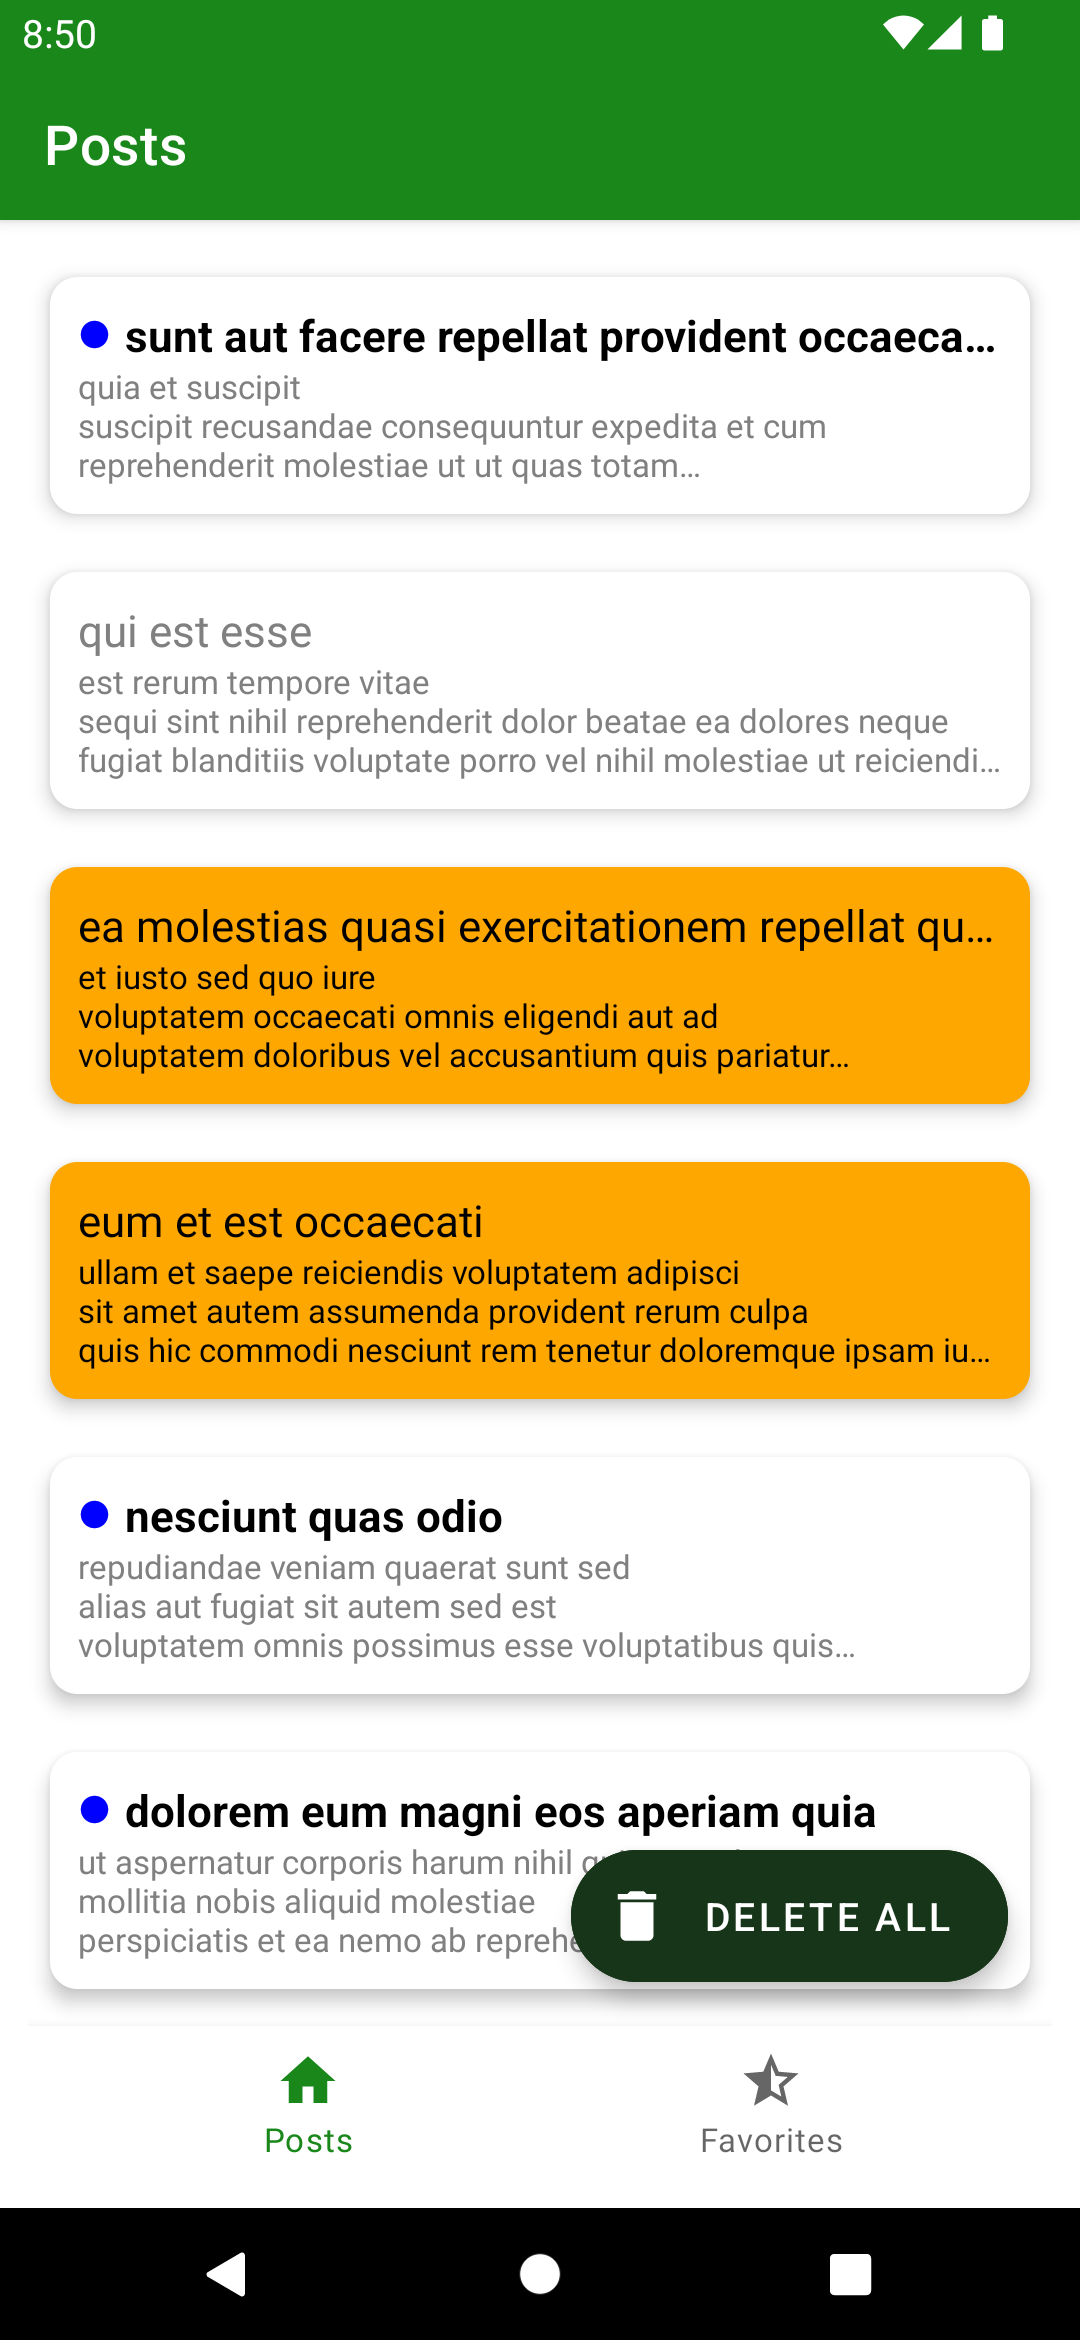 8:50
Posts
sunt aut facere repellat provident occaeca...
quia et suscipit
suscipit recusandae consequuntur expedita et cum
reprehenderit molestiae ut ut quas totam...
qui est esse
est rerum tempore vitae
sequi sint nihil reprehenderit dolor beatae ea dolores neque
fugiat blanditiis voluptate porro vel nihil molestiae ut reiciendi...
ea molestias quasi exercitationem repellat qu...
et iusto sed quo iure
voluptatem occaecati omnis eligendi aut ad
voluptatem doloribus vel accusantium quis pariatur...
eum et est occaecati
ullam et saepe reiciendis voluptatem adipisci
sit amet autem assumenda provident rerum culpa
quis hic commodi nesciunt rem tenetur doloremque ipsam iu...
nesciunt quas odio
repudiandae veniam quaerat sunt sed
alias aut fugiat sit autem sed est
voluptatem omnis possimus esse voluptatibus quis...
dolorem eum magni eos aperiam quia
ut aspernatur corporis harum nihil
mollitia nobis aliquid molestiae
perspiciatis et ea nemo ab
DELETE ALL
Posts
Favorites